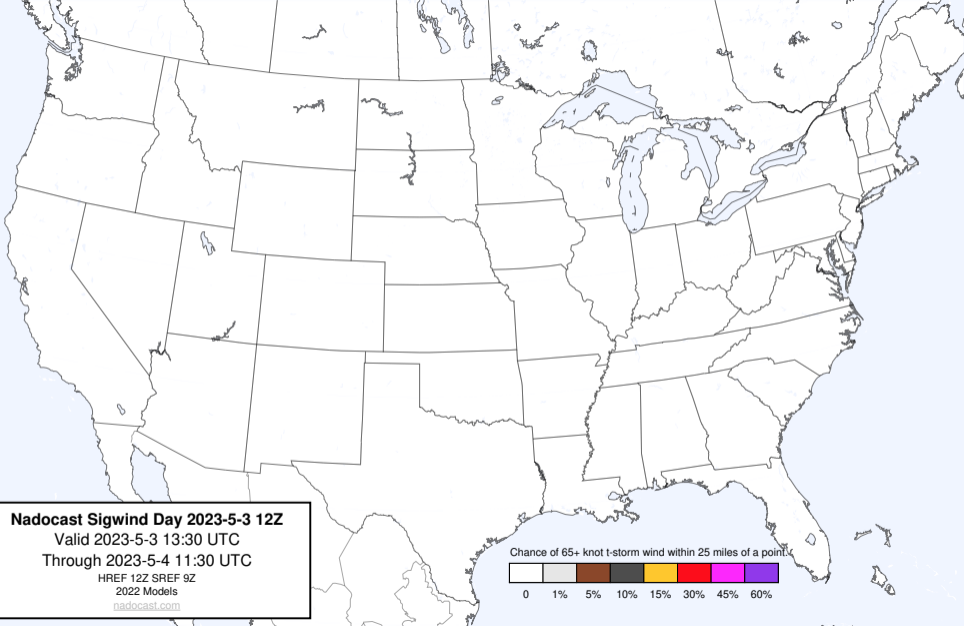 Nadocast Sigwind Day 2023-5-3 12Z
Valid 2023-5-3 13:30 UTC
Through 2023-5-4 11:30 UTC
HREF 12Z SREF 9Z
2022 Models
nadocast.com
Chance of 65+ knot t-storm wind within 25 miles of a point.
0 1% 5% 10% 15% 30% 45% 60%